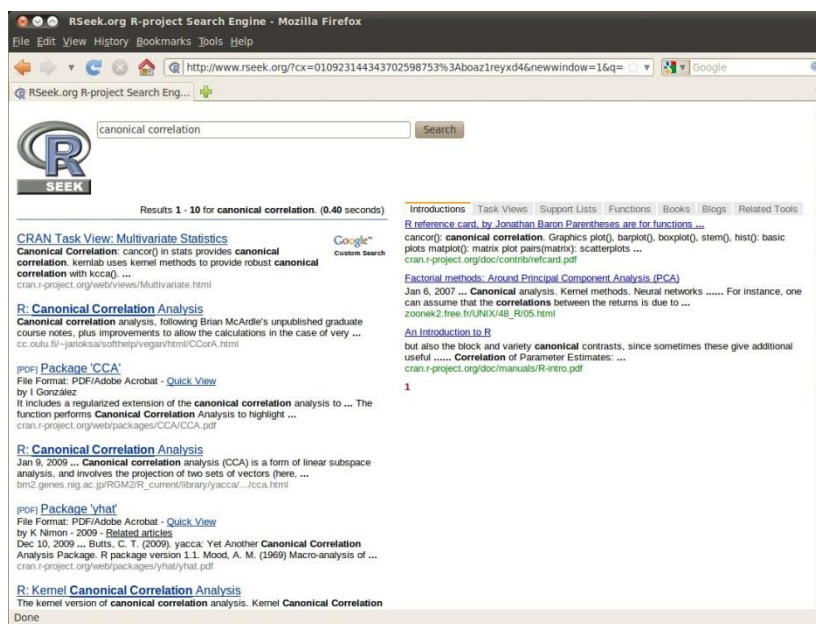 RSeek.org R-project Search Engine - Mozilla Firefox
File Edit View History Bookmarks Tools Help
http://www.rseek.org/?cx=010923144343702598753%3Aboaz1reyxd4&newwindow=1&q=
Google
RSeek.org R-project Search Eng...
R
SEEK
canonical correlation
Search
Results 1 - 10 for canonical correlation. (0.40 seconds)
CRAN Task View: Multivariate Statistics
Google™
Custom Search
Canonical Correlation: cancor() in stats provides canonical
correlation. kernlab uses kernel methods to provide robust canonical
correlation with kcca(). ...
cran.r-project.org/web/views/Multivariate.html
R: Canonical Correlation Analysis
Canonical correlation analysis, following Brian McArdle's unpublished graduate
course notes, plus improvements to allow the calculations in the case of very ...
cc.oulu.fi/~jarioksa/softhelp/vegan/html/CCorA.html
[PDF] Package 'CCA'
File Format: PDF/Adobe Acrobat - Quick View
by I González
It includes a regularized extension of the canonical correlation analysis to ... The
function performs Canonical Correlation Analysis to highlight ...
cran.r-project.org/web/packages/CCA/CCA.pdf
R: Canonical Correlation Analysis
Jan 9, 2009 ... Canonical correlation analysis (CCA) is a form of linear subspace
analysis, and involves the projection of two sets of vectors (here, ...
bm2.genes.nig.ac.jp/RGM2/R_current/library/yacca/.../cca.html
[PDF] Package 'yhat'
File Format: PDF/Adobe Acrobat - Quick View
by K Nimon - 2009 - Related articles
Dec 10, 2009 ... Butts, C. T. (2009). yacca: Yet Another Canonical Correlation
Analysis Package. R package version 1.1. Mood, A. M. (1969) Macro-analysis of ...
cran.r-project.org/web/packages/yhat/yhat.pdf
R: Kernel Canonical Correlation Analysis
The kernel version of canonical correlation analysis. Kernel Canonical Correlation
Introductions Task Views Support Lists Functions Books Blogs Related Tools
R reference card, by Jonathan Baron Parentheses are for functions ...
cancor(): canonical correlation. Graphics plot(), barplot(), boxplot(), stem(), hist(): basic
plots matplot(): matrix plot pairs(matrix): scatterplots ...
cran.r-project.org/doc/contrib/refcard.pdf
Factorial methods: Around Principal Component Analysis (PCA)
Jan 6, 2007 ... Canonical analysis. Kernel methods. Neural networks ...... For instance, one
can assume that the correlations between the returns is due to ...
zoonek2.free.fr/UNIX/48_R/05.html
An Introduction to R
but also the block and variety canonical contrasts, since sometimes these give additional
useful ...... Correlation of Parameter Estimates: ...
cran.r-project.org/doc/manuals/R-intro.pdf
1
Done